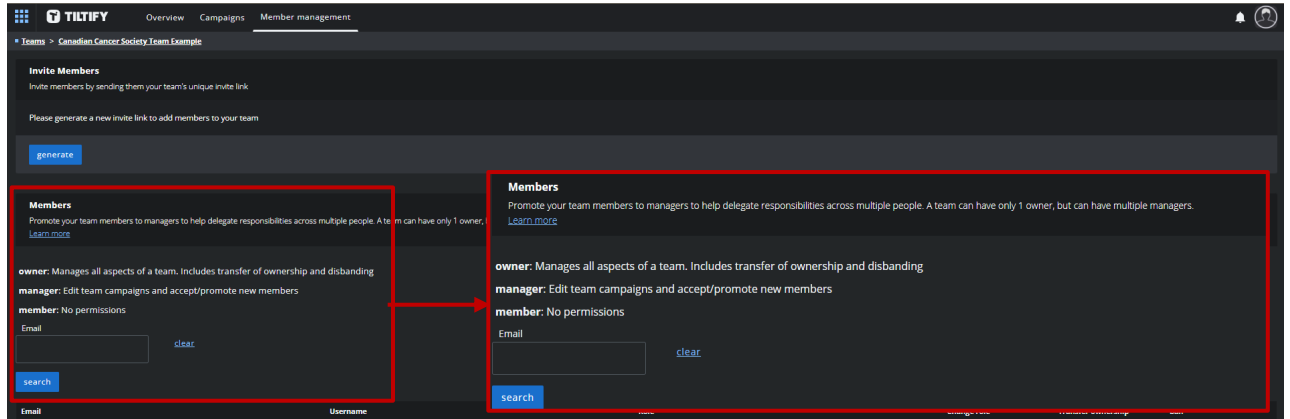 TILTIFY Overview Campaigns Member management
Teams > Canadian Cancer Society Team Example
Invite Members
Invite members by sending them your team's unique invite link
Please generate a new invite link to add members to your team
generate
Members
Promote your team members to managers to help delegate responsibilities across multiple people. A team can have only 1 owner,
Learn more
owner: Manages all aspects of a team. Includes transfer of ownership and disbanding
manager: Edit team campaigns and accept/promote new members
member: No permissions
Email
clear
search
Members
Promote your team members to managers to help delegate responsibilities across multiple people. A team can have only 1 owner, but can have multiple managers.
Learn more
owner: Manages all aspects of a team. Includes transfer of ownership and disbanding
manager: Edit team campaigns and accept/promote new members
member: No permissions
Email
clear
search
Email Username